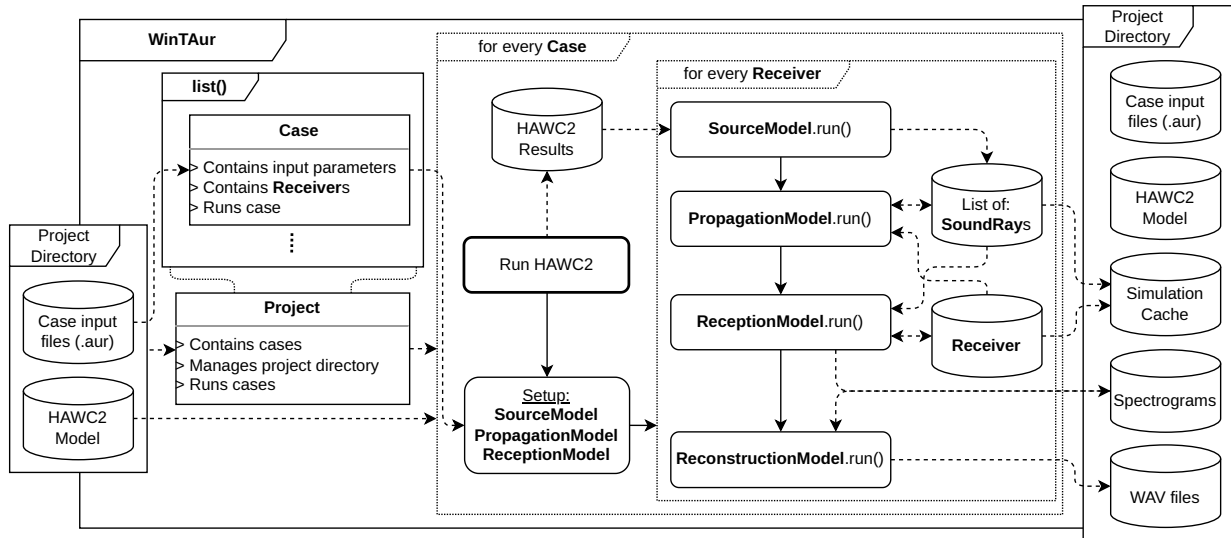 WinTAur
list()
Case
> Contains input parameters
> Contains Receivers
> Runs case
Project
> Contains cases
> Manages project directory
> Runs cases
Project
Directory
Case input
files (.aur)
HAWC2
Model
for every Case
HAWC2
Results
Run HAWC2
Setup:
SourceModel
PropagationModel
ReceptionModel
for every Receiver
SourceModel.run()
PropagationModel.run()
ReceptionModel.run()
ReconstructionModel.run()
List of:
SoundRays
Receiver
Project
Directory
Case input
files (.aur)
HAWC2
Model
Simulation
Cache
Spectrograms
WAV files